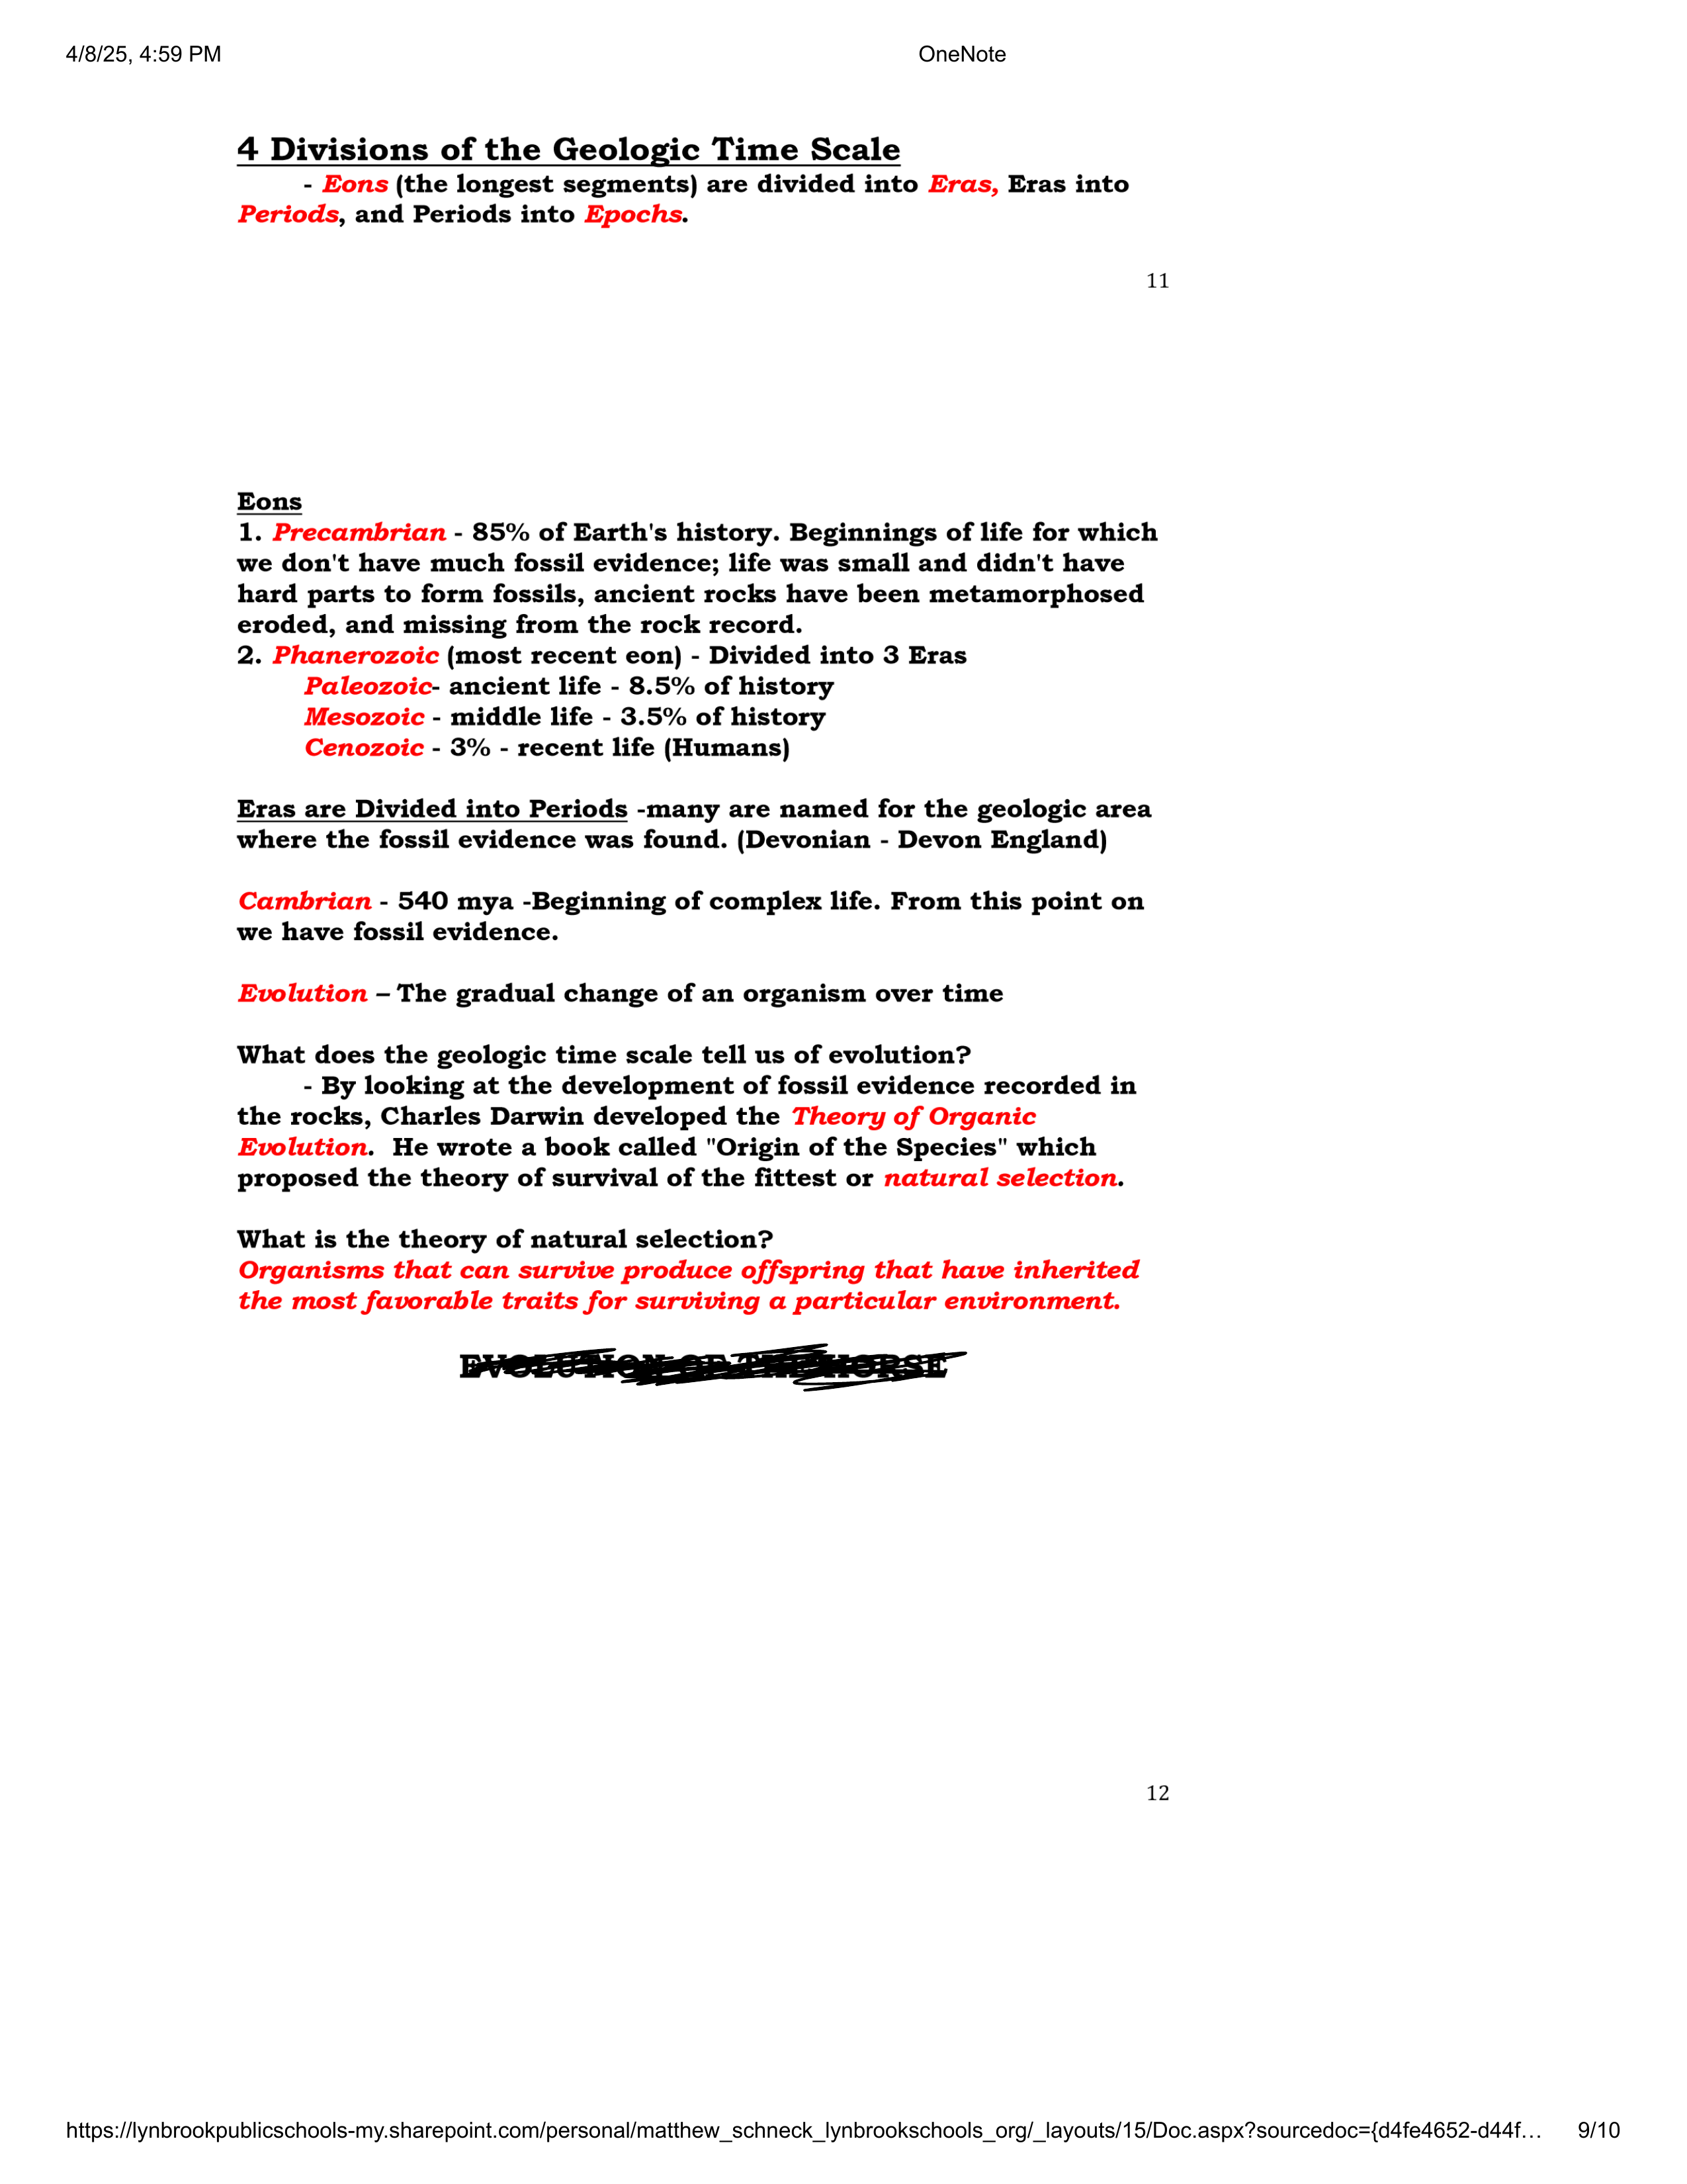 4/8/25, 4:59 PM OneNote
4 Divisions of the Geologic Time Scale
- Eons (the longest segments) are divided into Eras, Eras into
Periods, and Periods into Epochs.
11
Eons
1. Precambrian - 85% of Earth's history. Beginnings of life for which
we don't have much fossil evidence; life was small and didn't have
hard parts to form fossils, ancient rocks have been metamorphosed
eroded, and missing from the rock record.
2. Phanerozoic (most recent eon) - Divided into 3 Eras
Paleozoic- ancient life - 8.5% of history
Mesozoic - middle life - 3.5% of history
Cenozoic - 3% - recent life (Humans)
Eras are Divided into Periods -many are named for the geologic area
where the fossil evidence was found. (Devonian - Devon England)
Cambrian - 540 mya -Beginning of complex life. From this point on
we have fossil evidence.
Evolution – The gradual change of an organism over time
What does the geologic time scale tell us of evolution?
- By looking at the development of fossil evidence recorded in
the rocks, Charles Darwin developed the Theory of Organic
Evolution. He wrote a book called "Origin of the Species" which
proposed the theory of survival of the fittest or natural selection.
What is the theory of natural selection?
Organisms that can survive produce offspring that have inherited
the most favorable traits for surviving a particular environment.
EVOLUTION OF THE HORSE
12
https://lynbrookpublicschools-my.sharepoint.com/personal/matthew_schneck_lynbrookschools_org/_layouts/15/Doc.aspx?sourcedoc={d4fe4652-d44f… 9/10